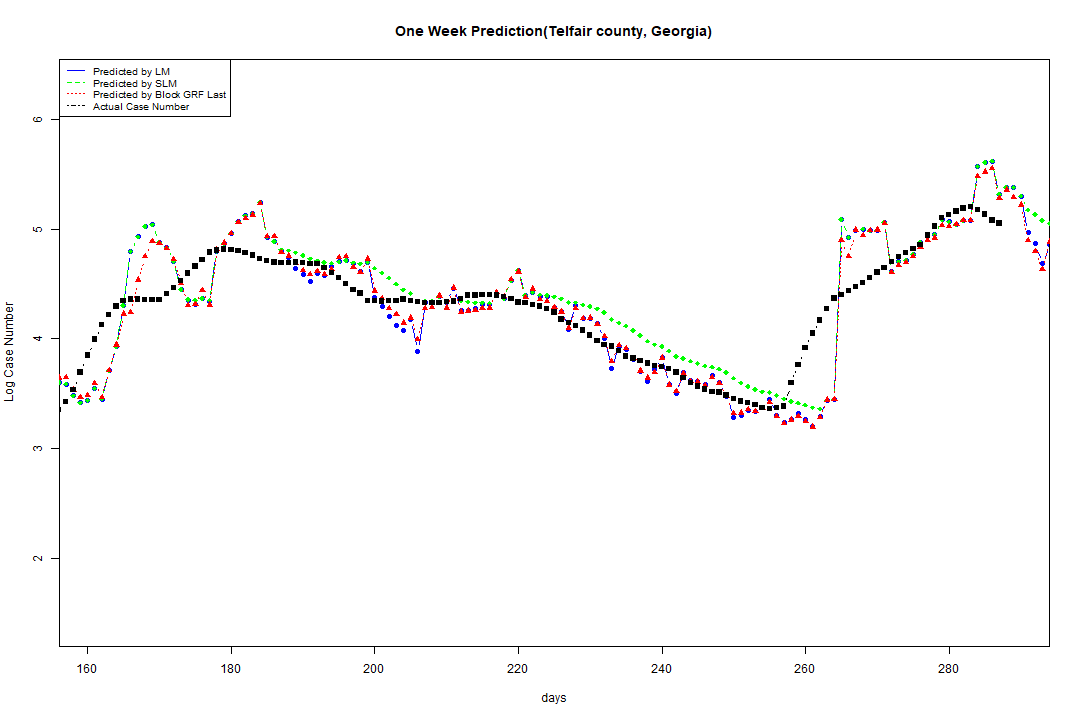 One Week Prediction(Telfair county, Georgia)
Predicted by LM
Predicted by SLM
Predicted by Block GRF Last
Actual Case Number
6
5
4
3
2
Log Case Number
160 180 200 220 240 260 280
days